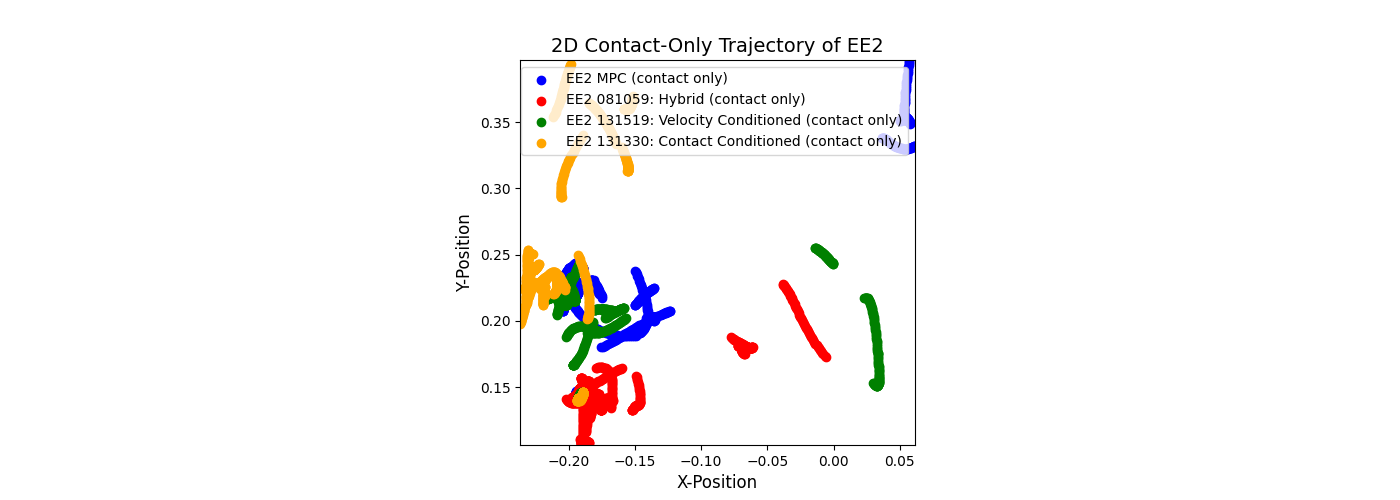 2D Contact-Only Trajectory of EE2
EE2 MPC (contact only)
EE2 081059: Hybrid (contact only)
EE2 131519: Velocity Conditioned (contact only)
EE2 131330: Contact Conditioned (contact only)
Y-Position
0.35
0.30
0.25
0.20
0.15
−0.20 −0.15 −0.10 −0.05 0.00 0.05
X-Position